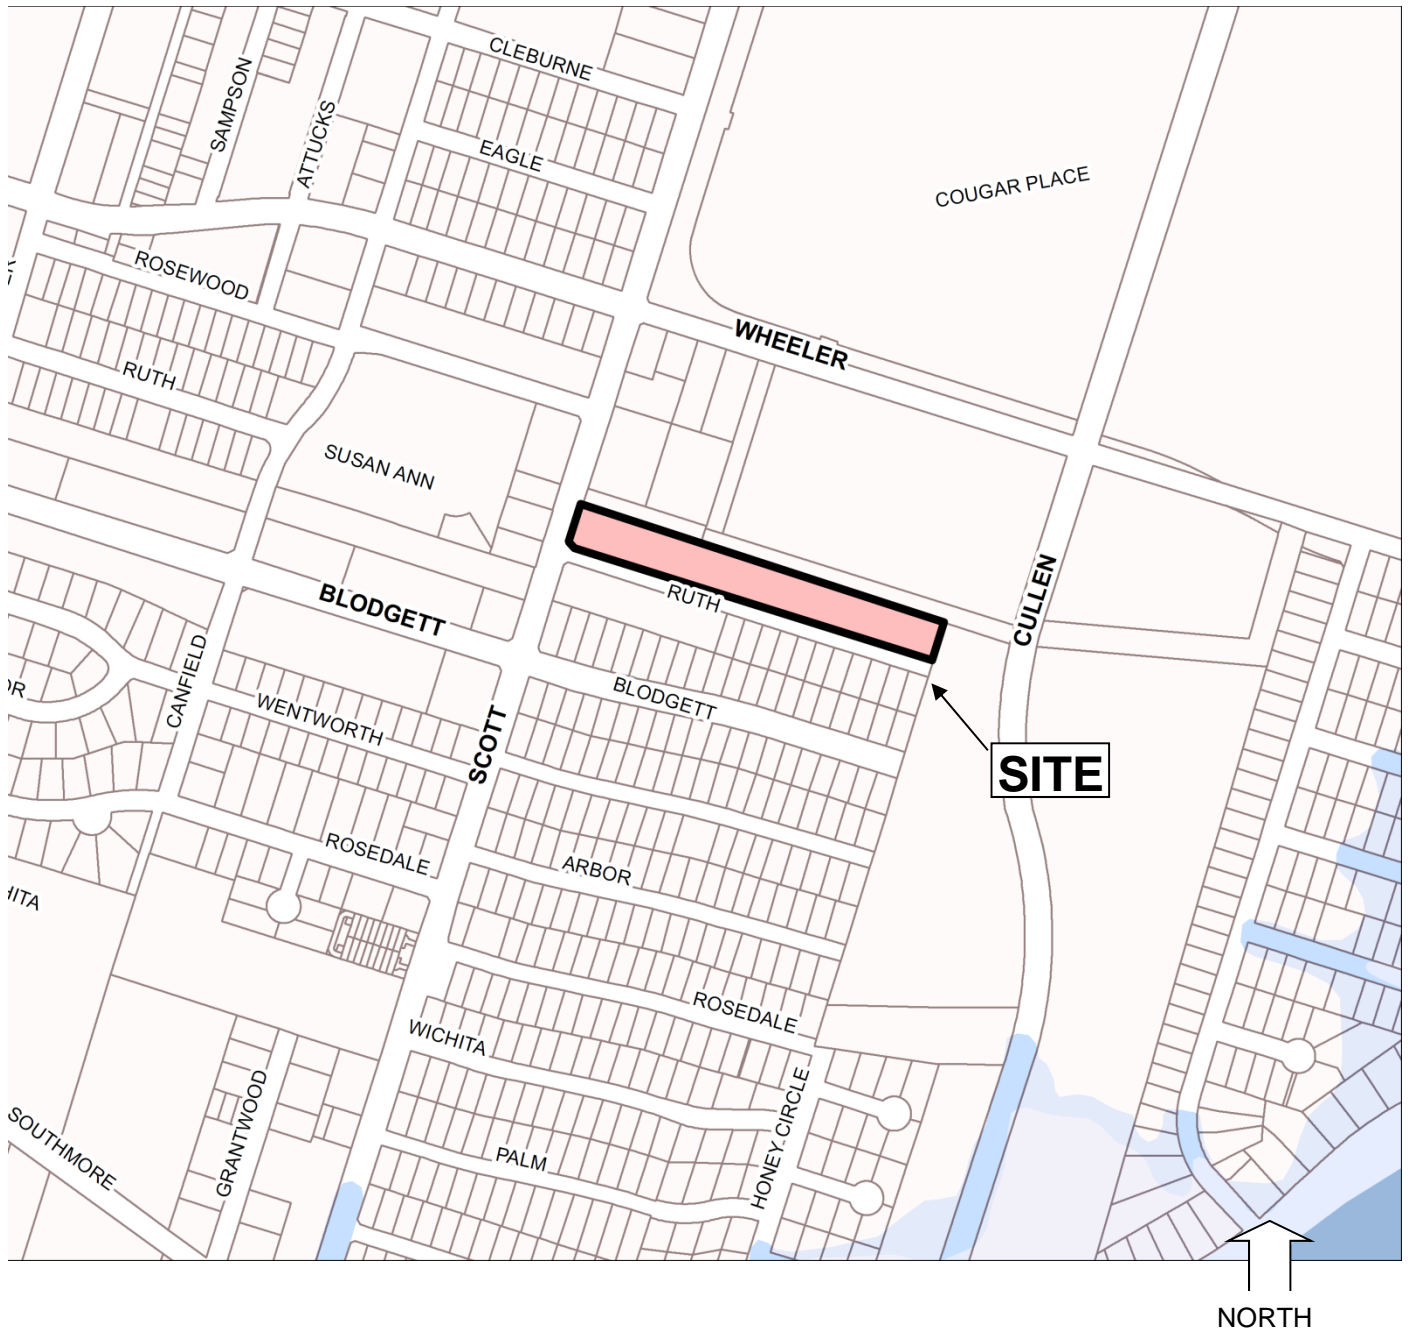 CLEBURNE
SAMPSON
ATTUCKS
EAGLE
COUGAR PLACE
ROSEWOOD
WHEELER
RUTH
SUSAN ANN
CULLEN
RUTH
BLODGETT
CANFIELD
BLODGETT
WENTWORTH
SCOTT
SITE
ROSEDALE
ARBOR
HITA
ROSEDALE
WICHITA
GRANTWOOD
HONEY CIRCLE
SOUTHMORE
PALM
NORTH